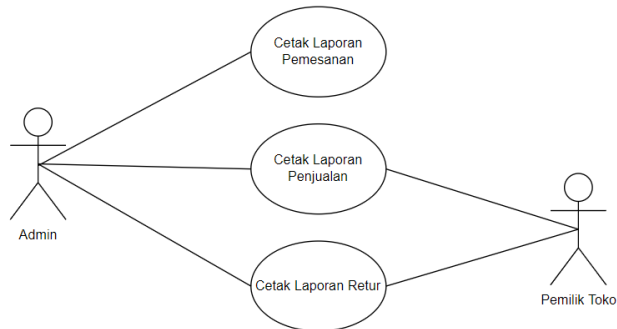 Cetak Laporan
Pemesanan
Cetak Laporan
Penjualan
Admin
Cetak Laporan Retur
Pemilik Toko